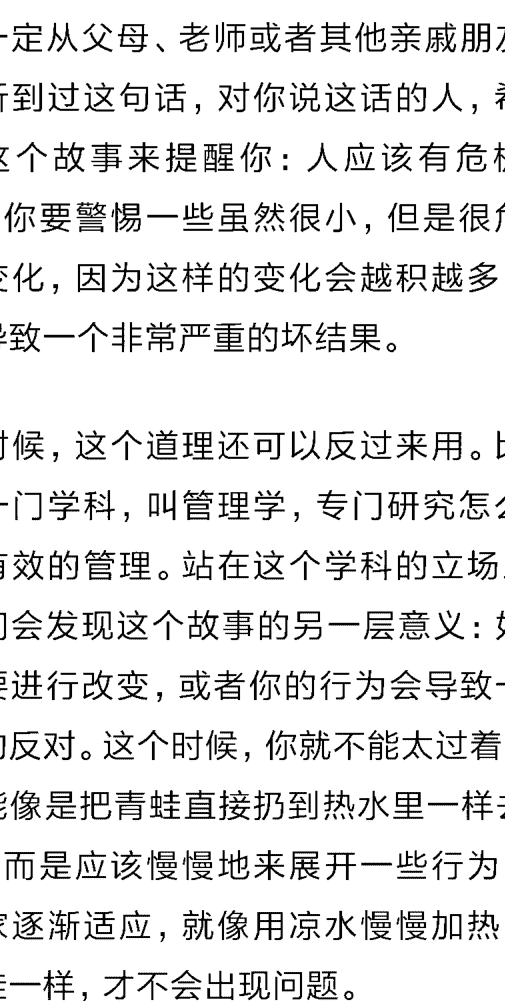 一定从父母、老师或者其他亲戚朋友
听到过这句话，对你说这话的人，希
这个故事来提醒你：人应该有危机
你要警惕一些虽然很小，但是很危
变化，因为这样的变化会越积越多
导致一个非常严重的坏结果。
时候，这个道理还可以反过来用。比
一门学科，叫管理学，专门研究怎么
有效的管理。站在这个学科的立场
们会发现这个故事的另一层意义：如
要进行改变，或者你的行为会导致一
的反对。这个时候，你就不能太过着
能像是把青蛙直接扔到热水里一样去
而是应该慢慢地来展开一些行为
家逐渐适应，就像用凉水慢慢加热
蛙一样，才不会出现问题。